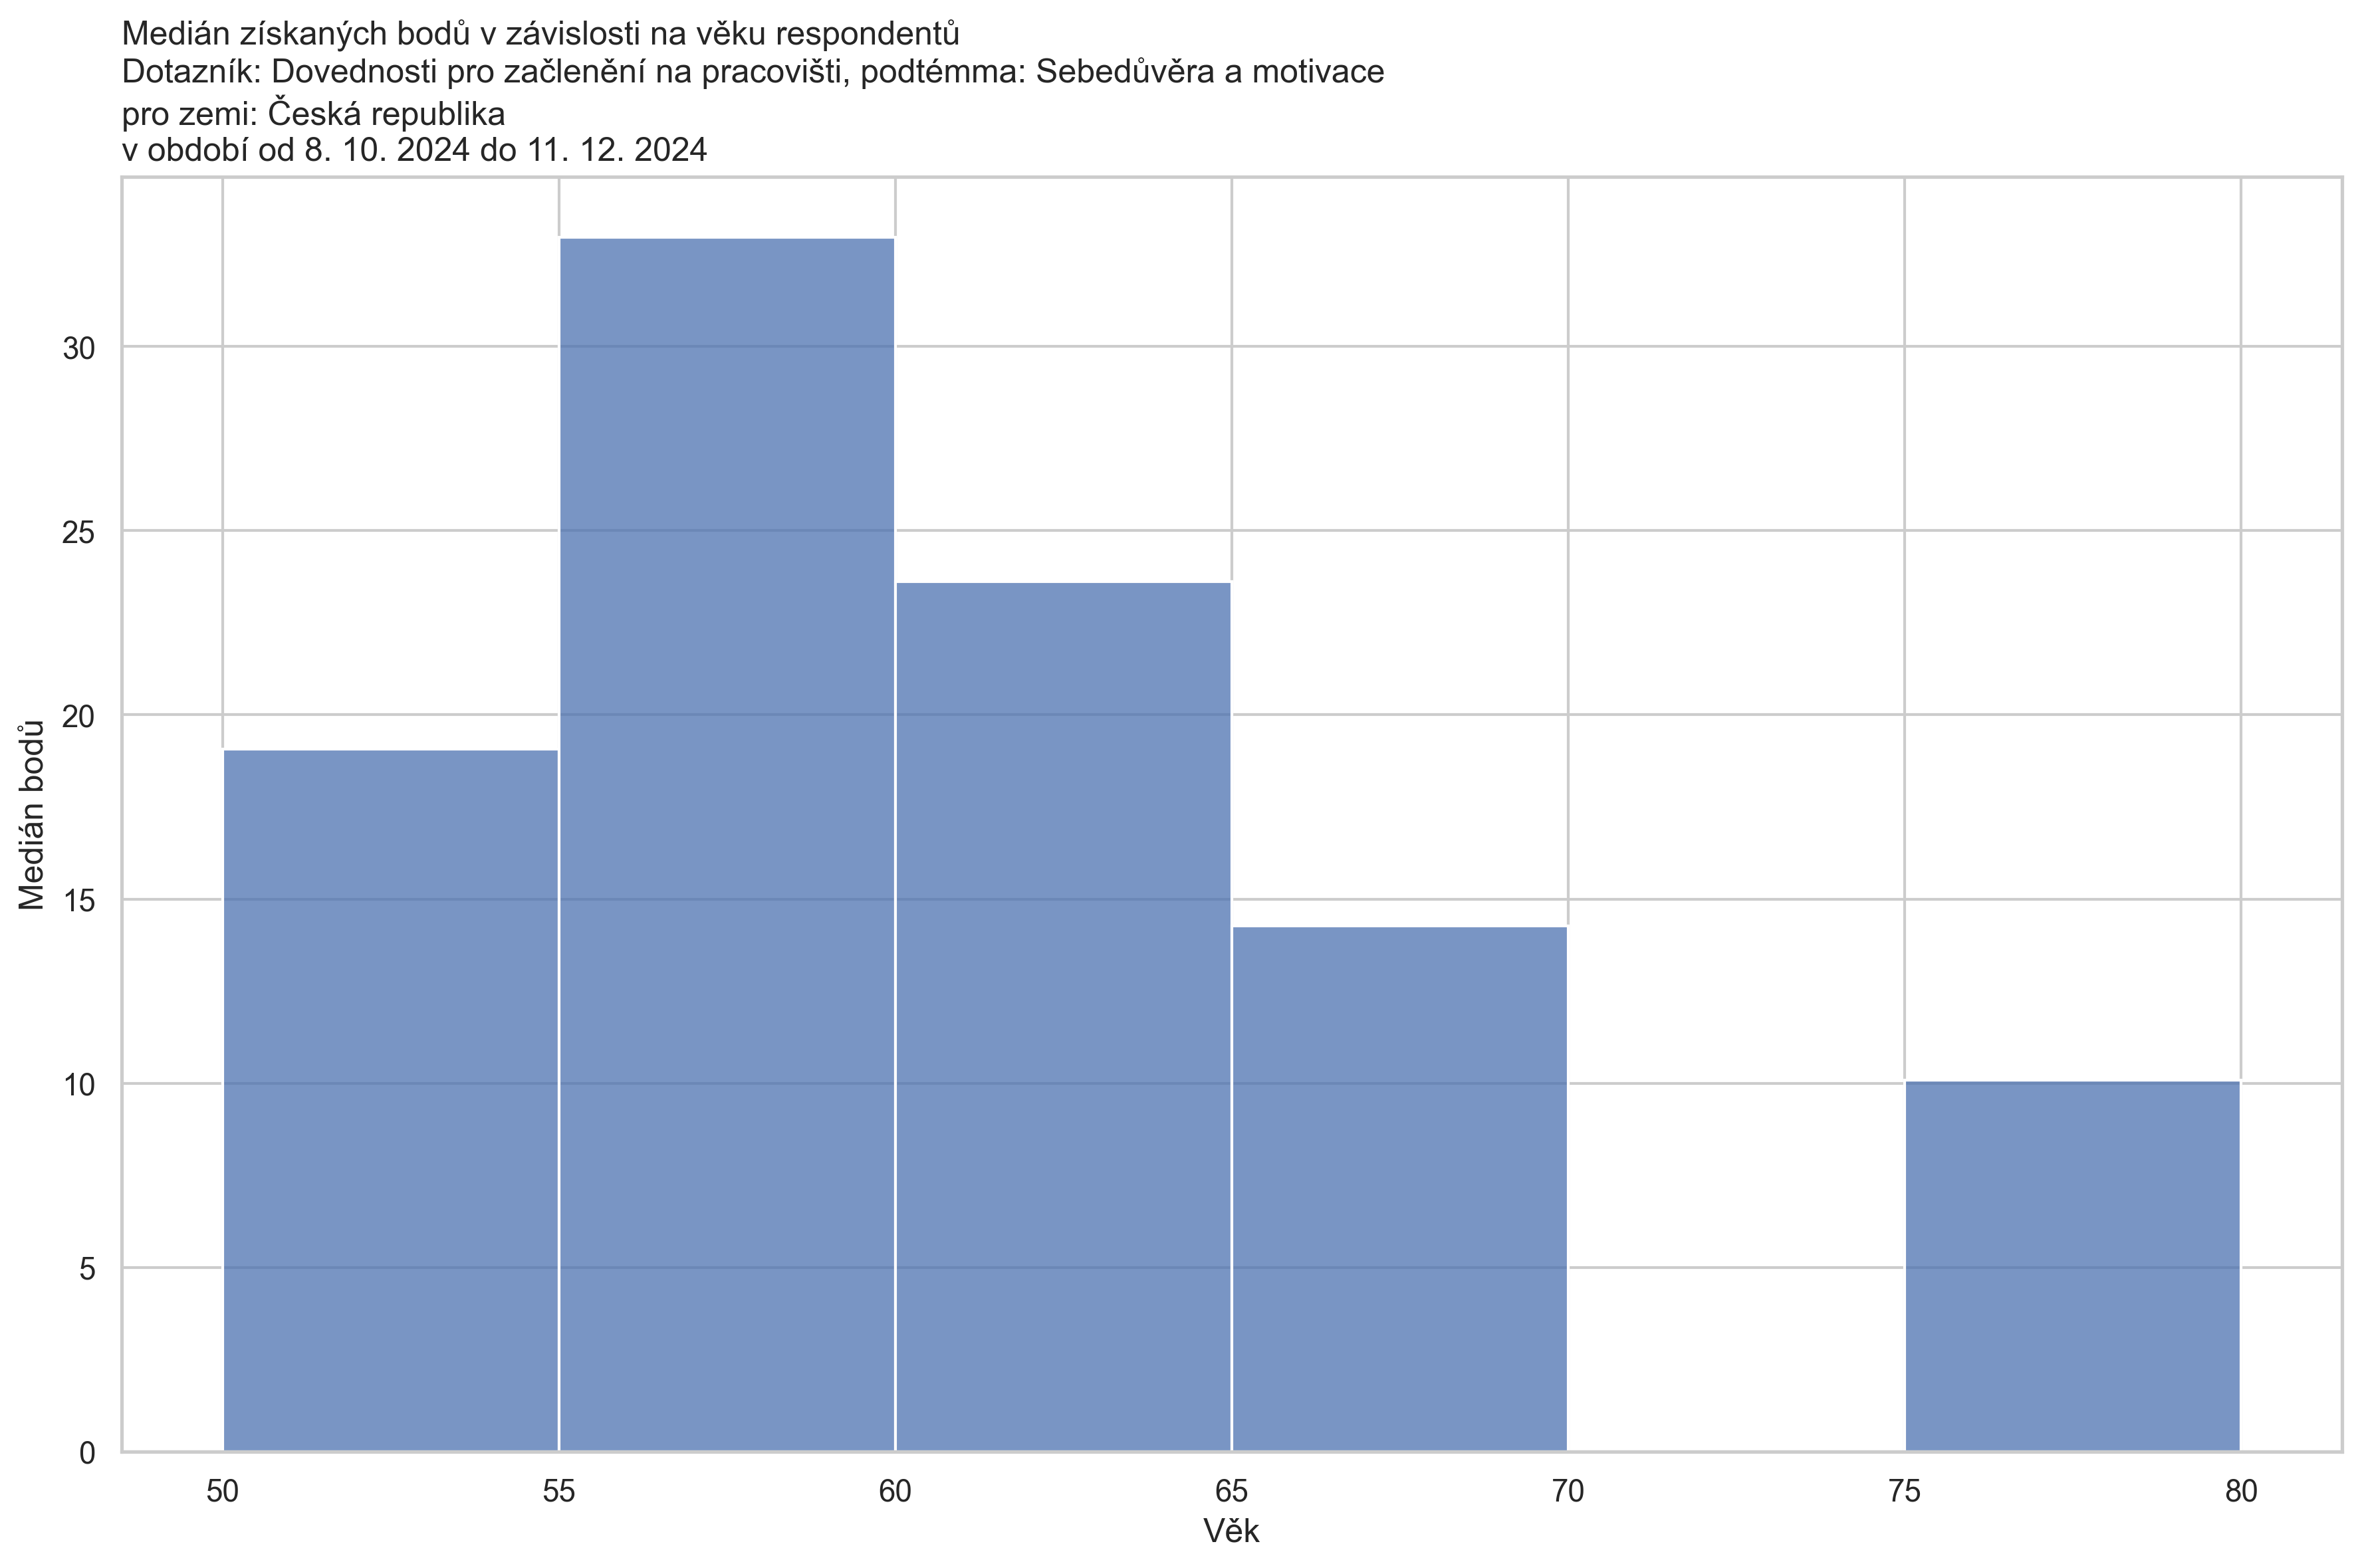 Medián získaných bodů v závislosti na věku respondentů
Dotazník: Dovednosti pro začlenění na pracovišti, podtémma: Sebedůvěra a motivace
pro zemi: Česká republika
v období od 8. 10. 2024 do 11. 12. 2024
Medián bodů
30
25
20
15
10
5
0
50 55 60 65 70 75 80
Věk